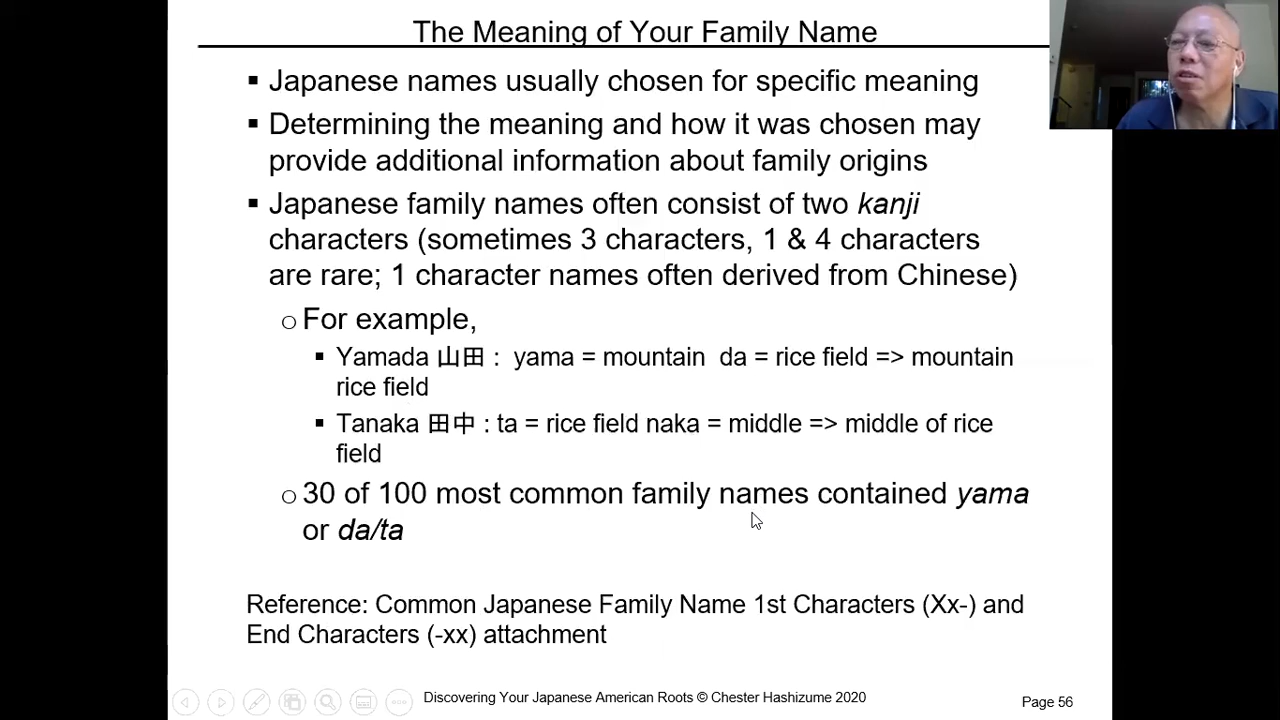 The Meaning of Your Family Name
▪ Japanese names usually chosen for specific meaning
▪ Determining the meaning and how it was chosen may
provide additional information about family origins
▪ Japanese family names often consist of two kanji
characters (sometimes 3 characters, 1 & 4 characters
are rare; 1 character names often derived from Chinese)
o For example,
▪ Yamada 山田 : yama = mountain da = rice field => mountain
rice field
▪ Tanaka 田中 : ta = rice field naka = middle => middle of rice
field
o 30 of 100 most common family names contained yama
or da/ta
Reference: Common Japanese Family Name 1st Characters (Xx-) and
End Characters (-xx) attachment
Discovering Your Japanese American Roots © Chester Hashizume 2020
Page 56